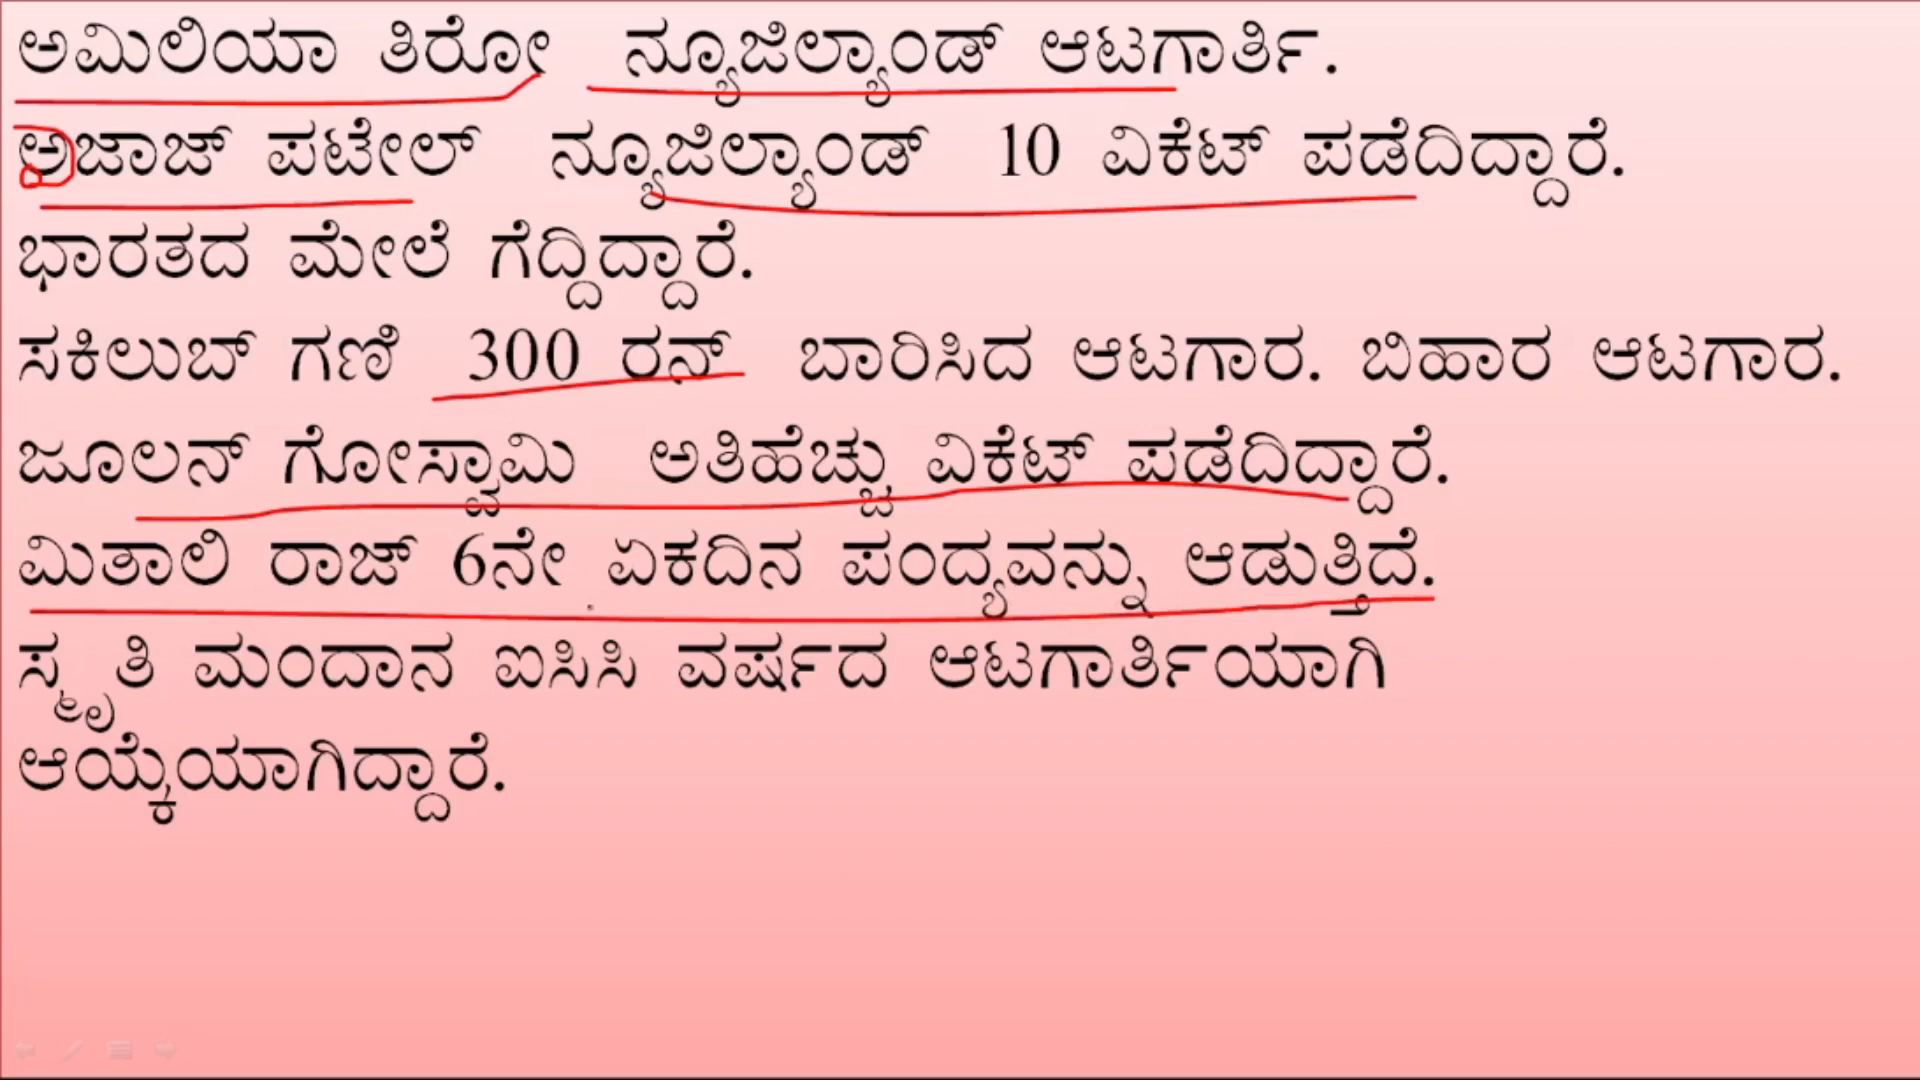 ಅಮಿಲಿಯಾ ತಿರೋ ನ್ಯೂಜಿಲ್ಯಾಂಡ್ ಆಟಗಾರ್ತಿ.
ಅಜಾಜ್ ಪಟೇಲ್ ನ್ಯೂಜಿಲ್ಯಾಂಡ್ 10 ವಿಕೆಟ್ ಪಡೆದಿದ್ದಾರೆ.
ಭಾರತದ ಮೇಲೆ ಗೆದ್ದಿದ್ದಾರೆ.
ಸಕಿಲುಬ್ ಗಣಿ 300 ರನ್ ಬಾರಿಸಿದ ಆಟಗಾರ. ಬಿಹಾರ ಆಟಗಾರ.
ಜೂಲನ್ ಗೋಸ್ವಾಮಿ ಅತಿಹೆಚ್ಚು ವಿಕೆಟ್ ಪಡೆದಿದ್ದಾರೆ.
ಮಿತಾಲಿ ರಾಜ್ 6ನೇ ಏಕದಿನ ಪಂದ್ಯವನ್ನು ಆಡುತ್ತಿದೆ.
ಸ್ಮೃತಿ ಮಂದಾನ ಐಸಿಸಿ ವರ್ಷದ ಆಟಗಾರ್ತಿಯಾಗಿ
ಆಯ್ಕೆಯಾಗಿದ್ದಾರೆ.